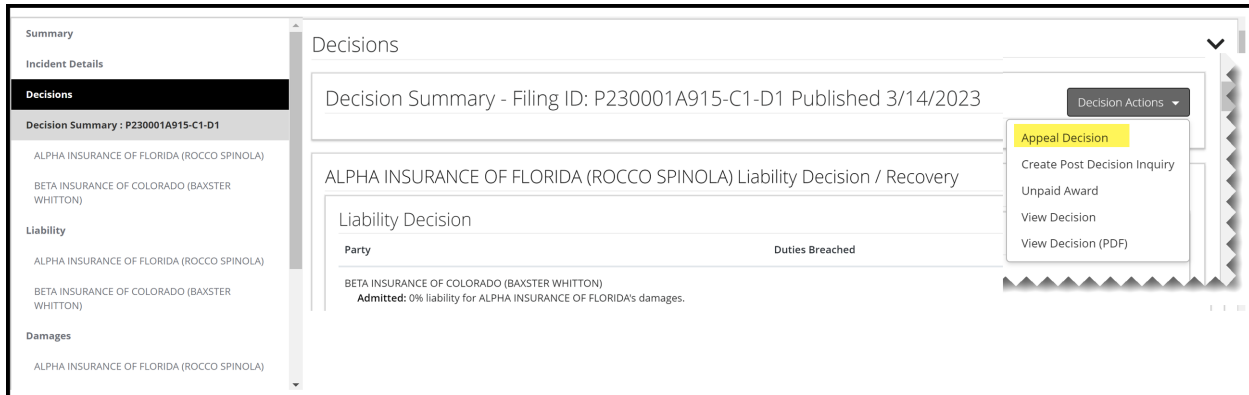 Summary
Incident Details
Decisions
Decision Summary : P230001A915-C1-D1
ALPHA INSURANCE OF FLORIDA (ROCCO SPINOLA)
BETA INSURANCE OF COLORADO (BAXSTER
WHITTON)
Liability
ALPHA INSURANCE OF FLORIDA (ROCCO SPINOLA)
BETA INSURANCE OF COLORADO (BAXSTER
WHITTON)
Damages
ALPHA INSURANCE OF FLORIDA (ROCCO SPINOLA)
Decisions
Decision Summary - Filing ID: P230001A915-C1-D1 Published 3/14/2023
Decision Actions
Appeal Decision
Create Post Decision Inquiry
Unpaid Award
View Decision
View Decision (PDF)
ALPHA INSURANCE OF FLORIDA (ROCCO SPINOLA) Liability Decision / Recovery
Liability Decision
Party Duties Breached
BETA INSURANCE OF COLORADO (BAXSTER WHITTON)
Admitted: 0% liability for ALPHA INSURANCE OF FLORIDA's damages.